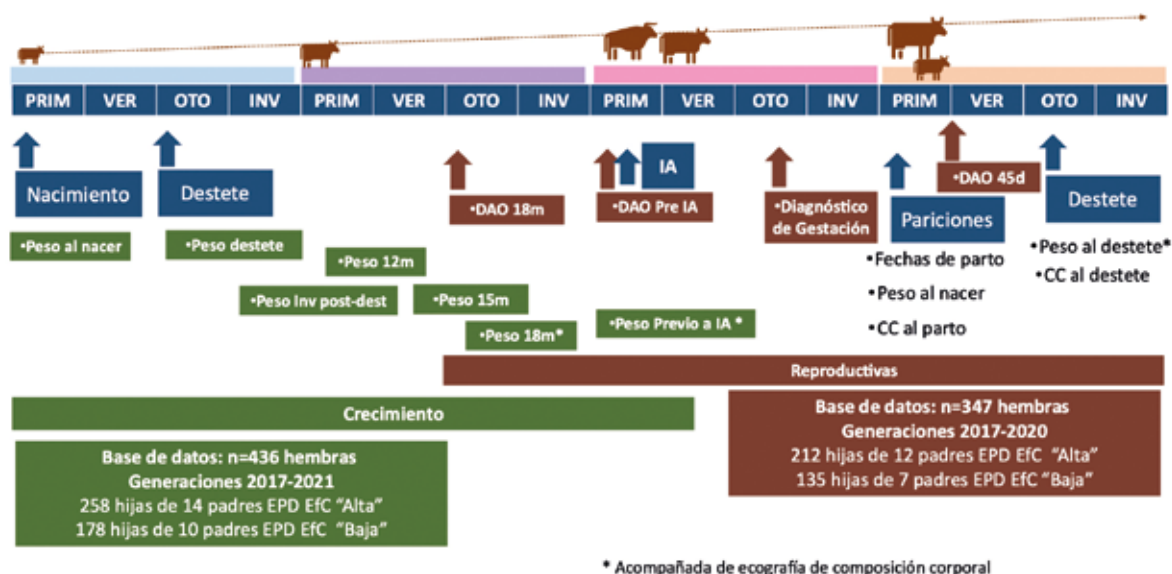 PRIM VER OTO INV PRIM VER OTO INV PRIM VER OTO INV PRIM VER OTO INV
Nacimiento
•Peso al nacer
Destete
•Peso destete
•Peso Inv post-dest
•Peso 12m
•Peso 15m
•DAO 18m
•Peso 18m*
IA
•DAO Pre IA
•Peso Previo a IA *
•Diagnóstico
de Gestación
Pariciones
•Fechas de parto
•Peso al nacer
•CC al parto
•DAO 45d
Destete
•Peso al destete*
•CC al destete
Reproductivas
Crecimiento
Base de datos: n=436 hembras
Generaciones 2017-2021
258 hijas de 14 padres EPD EfC “Alta”
178 hijas de 10 padres EPD EfC “Baja”
Base de datos: n=347 hembras
Generaciones 2017-2020
212 hijas de 12 padres EPD EfC “Alta”
135 hijas de 7 padres EPD EfC “Baja”
* Acompañada de ecografía de composición corporal